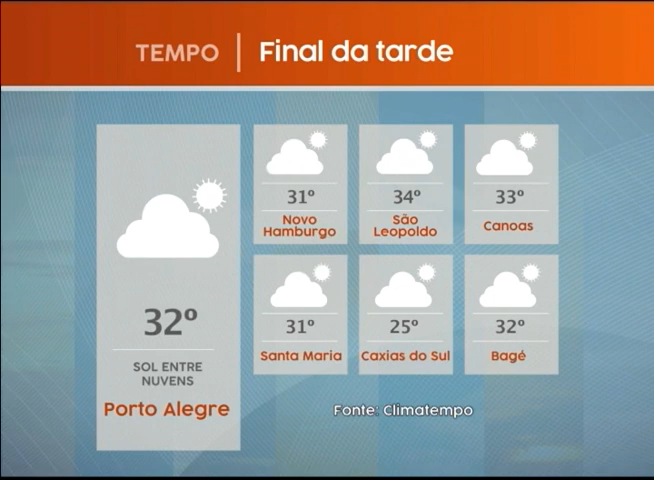 TEMPO | Final da tarde
32º
SOL ENTRE
NUVENS
Porto Alegre
31º
Novo
Hamburgo
34º
São
Leopoldo
33º
Canoas
31º
Santa Maria
25º
Caxias do Sul
32º
Bagé
Fonte: Climatempo